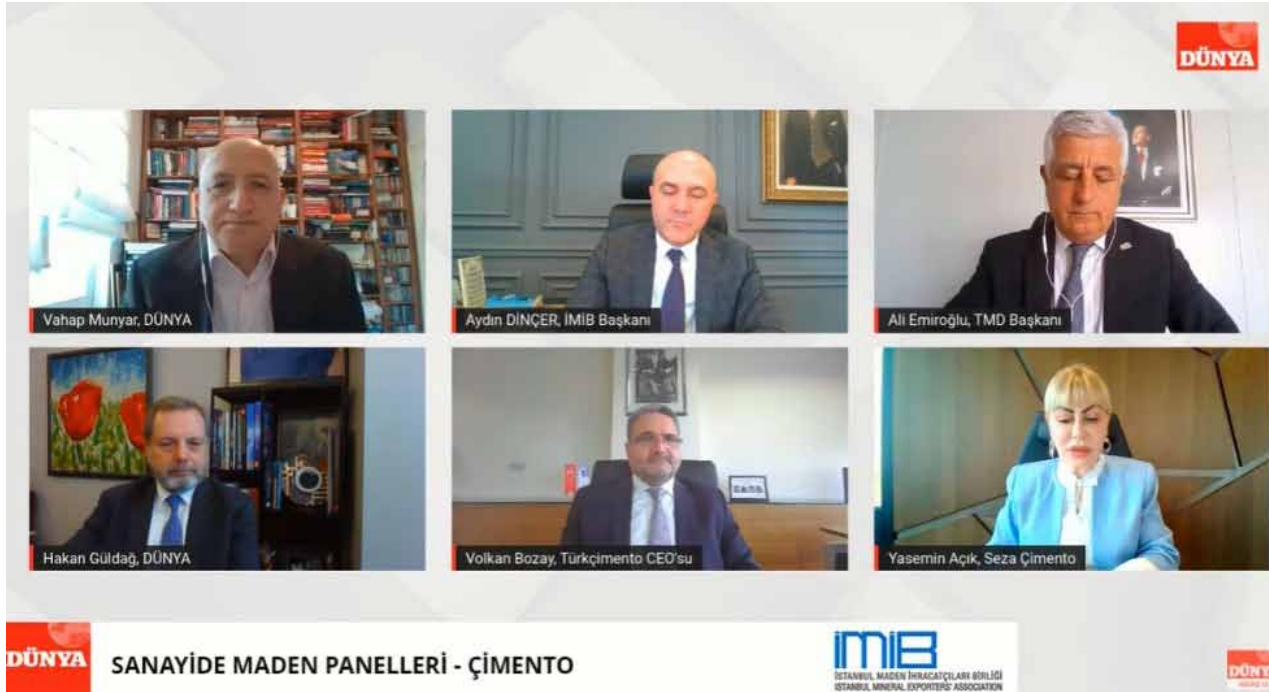 DÜNYA
Vahap Munyar, DÜNYA
Aydın DİNÇER, İMİB Başkanı
Ali Emiroğlu, TMD Başkanı
Hakan Güldağ, DÜNYA
Volkan Bozay, Türkçimento CEO'su
Yasemin Açık, Seza Çimento
DÜNYA
SANAYİDE MADEN PANELLERİ - ÇİMENTO
imiB
İSTANBUL MADEN İHRACATÇILARI BİRLİĞİ
ISTANBUL MINERAL EXPORTERS' ASSOCIATION